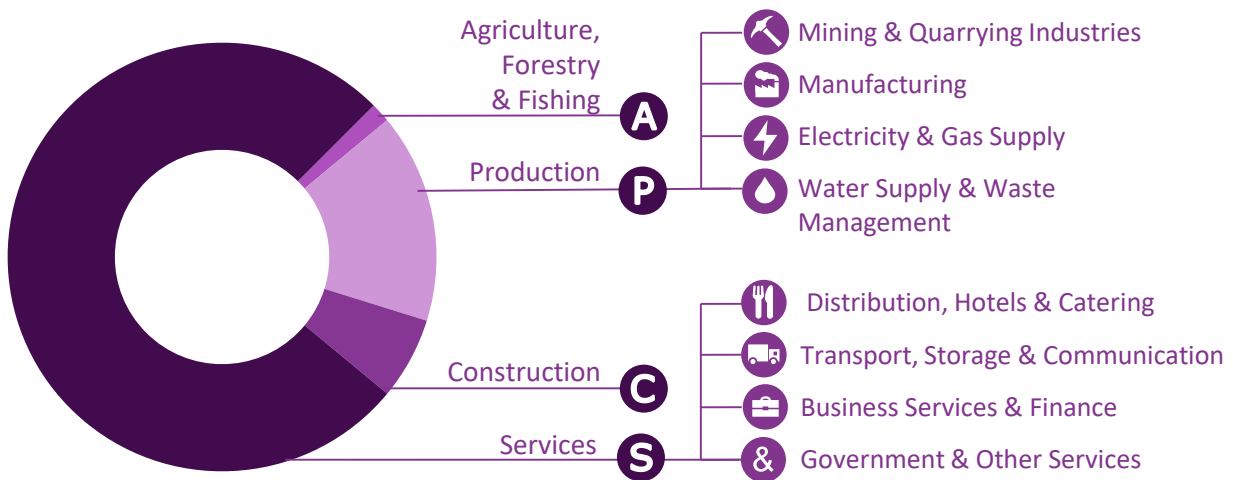 Agriculture,
Forestry
& Fishing
A
Production
P
Mining & Quarrying Industries
Manufacturing
Electricity & Gas Supply
Water Supply & Waste
Management
Construction
C
Services
S
Distribution, Hotels & Catering
Transport, Storage & Communication
Business Services & Finance
& Government & Other Services